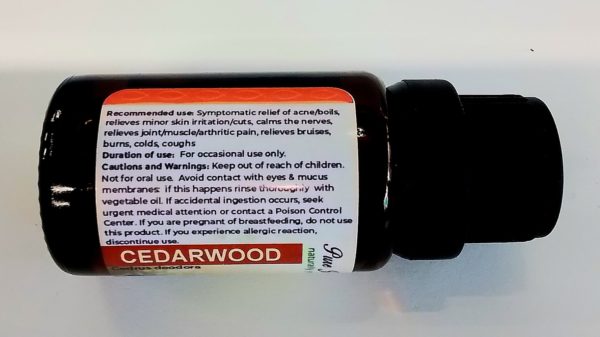 Recommended use: Symptomatic relief of acne/boils,
relieves minor skin irritation/cuts, calms the nerves,
relieves joint/muscle/arthritic pain, relieves bruises,
burns, colds, coughs
Duration of use: For occasional use only.
Cautions and Warnings: Keep out of reach of children.
Not for oral use. Avoid contact with eyes & mucus
membranes: if this happens rinse thoroughly with
vegetable oil. If accidental ingestion occurs, seek
urgent medical attention or contact a Poison Control
Center. If you are pregnant of breastfeeding, do not use
this product. If you experience allergic reaction,
discontinue use.
CEDARWOOD
Cedrus deodora